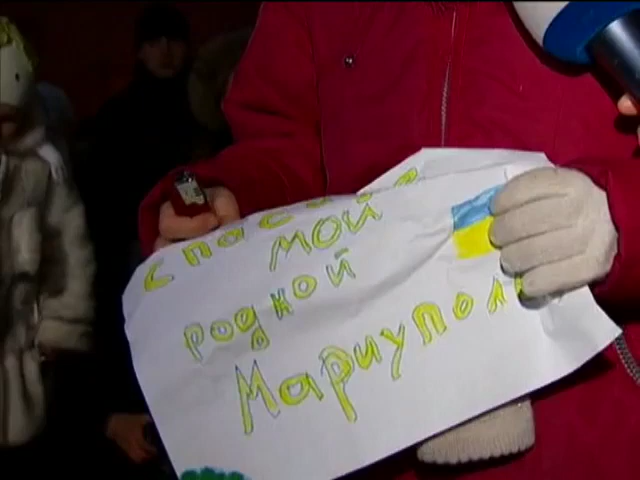 мой
родной
Мариупол